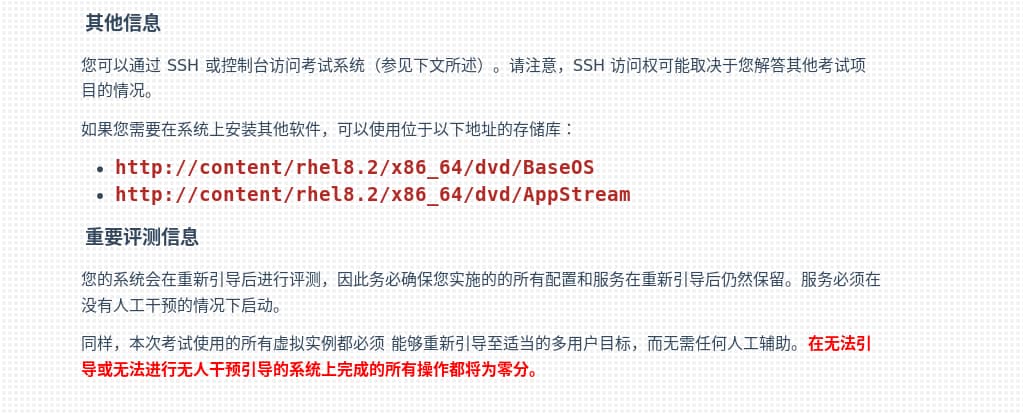 其他信息
您可以通过 SSH 或控制台访问考试系统（参见下文所述）。请注意，SSH 访问权可能取决于您解答其他考试项
目的情况。
如果您需要在系统上安装其他软件，可以使用位于以下地址的存储库：
• http://content/rhel8.2/x86_64/dvd/BaseOS
• http://content/rhel8.2/x86_64/dvd/AppStream
重要评测信息
您的系统会在重新引导后进行评测，因此务必确保您实施的的所有配置和服务在重新引导后仍然保留。服务必须在
没有人工干预的情况下启动。
同样，本次考试使用的所有虚拟实例都必须 能够重新引导至适当的多用户目标，而无需任何人工辅助。在无法引
导或无法进行无人干预引导的系统上完成的所有操作都将为零分。